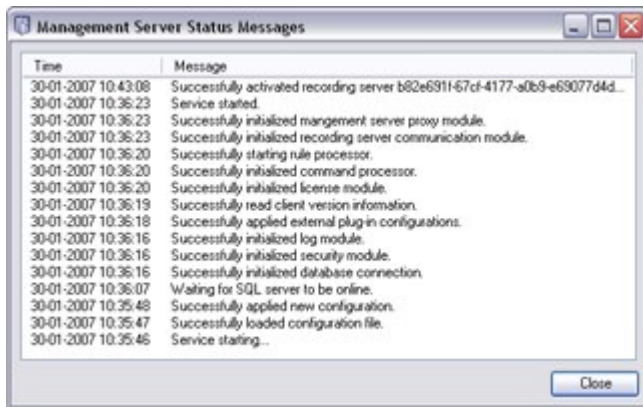 Management Server Status Messages
Time Message
30-01-2007 10:43:08 Successfully activated recording server b82e691f-67cf-4177-a0b9-e69077d4d...
30-01-2007 10:36:23 Service started.
30-01-2007 10:36:23 Successfully initialized mangement server proxy module.
30-01-2007 10:36:23 Successfully initialized recording server communication module.
30-01-2007 10:36:20 Successfully starting rule processor.
30-01-2007 10:36:20 Successfully initialized command processor.
30-01-2007 10:36:20 Successfully initialized license module.
30-01-2007 10:36:19 Successfully read client version information.
30-01-2007 10:36:18 Successfully applied external plug-in configurations.
30-01-2007 10:36:16 Successfully initialized log module.
30-01-2007 10:36:16 Successfully initialized security module.
30-01-2007 10:36:16 Successfully initialized database connection.
30-01-2007 10:36:07 Waiting for SQL server to be online.
30-01-2007 10:35:48 Successfully applied new configuration.
30-01-2007 10:35:47 Successfully loaded configuration file.
30-01-2007 10:35:46 Service starting...
Close